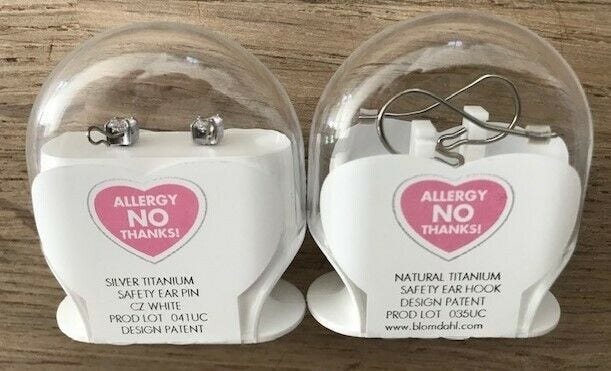 ALLERGY
NO
THANKS!
SILVER TITANIUM
SAFETY EAR PIN
CZ WHITE
PROD LOT 041UC
DESIGN PATENT
ALLERGY
NO
THANKS!
NATURAL TITANIUM
SAFETY EAR HOOK
DESIGN PATENT
PROD LOT 035UC
www.blomdahl.com